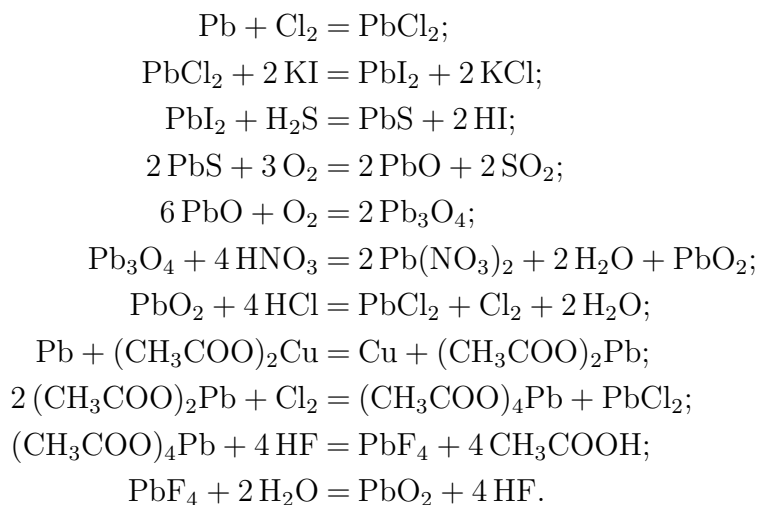 Pb + Cl₂ = PbCl₂;
PbCl₂ + 2 KI = PbI₂ + 2 KCl;
PbI₂ + H₂S = PbS + 2 HI;
2 PbS + 3 O₂ = 2 PbO + 2 SO₂;
6 PbO + O₂ = 2 Pb₃O₄;
Pb₃O₄ + 4 HNO₃ = 2 Pb(NO₃)₂ + 2 H₂O + PbO₂;
PbO₂ + 4 HCl = PbCl₂ + Cl₂ + 2 H₂O;
Pb + (CH₃COO)₂Cu = Cu + (CH₃COO)₂Pb;
2 (CH₃COO)₂Pb + Cl₂ = (CH₃COO)₄Pb + PbCl₂;
(CH₃COO)₄Pb + 4 HF = PbF₄ + 4 CH₃COOH;
PbF₄ + 2 H₂O = PbO₂ + 4 HF.